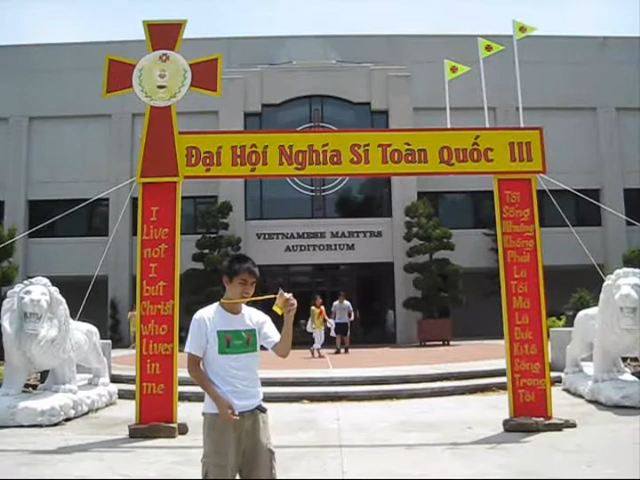 Đại Hội Nghĩa Sĩ Toàn Quốc III
I
Live
not
I
but
Christ
who
lives
in
me
VIETNAMESE MARTYRS
AUDITORIUM
Tôi
Sống
Nhưng
Không
Phải
Là
Tôi
Mà
Là
Đức
Kitô
Sống
Trong
Tôi